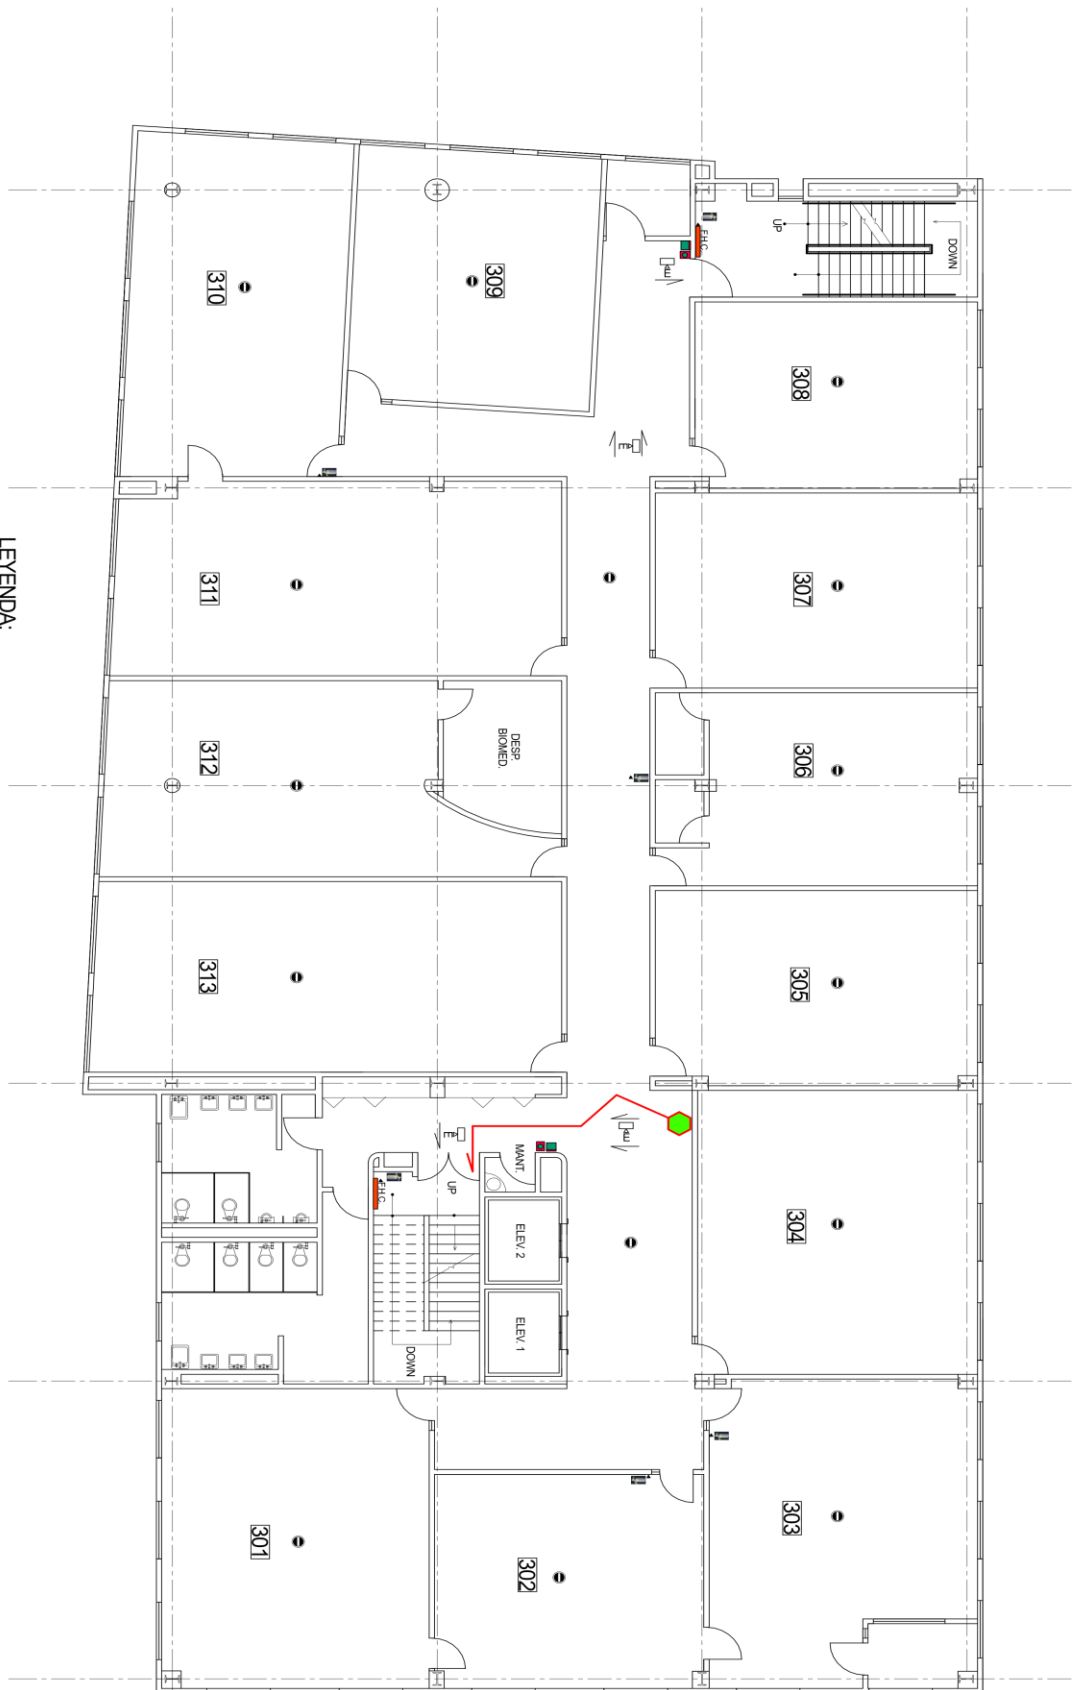 UP
DOWN
F.H.C.
E
309
310
308
E
311
307
DESP.
BIOMED.
312
306
313
305
E
E
MANT.
UP
F.H.C.
ELEV. 2
304
ELEV. 1
DOWN
303
301
302
LEYENDA: